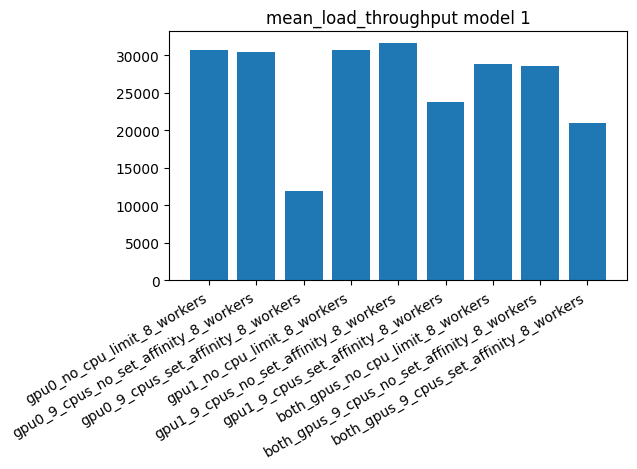 mean_load_throughput model 1
30000
25000
20000
15000
10000
5000
0
gpu0_no_cpu_limit_8_workers
gpu0_9_cpus_no_set_affinity_8_workers
gpu0_9_cpus_set_affinity_8_workers
gpu1_no_cpu_limit_8_workers
gpu1_9_cpus_no_set_affinity_8_workers
gpu1_9_cpus_set_affinity_8_workers
both_gpus_no_cpu_limit_8_workers
both_gpus_9_cpus_no_set_affinity_8_workers
both_gpus_9_cpus_set_affinity_8_workers